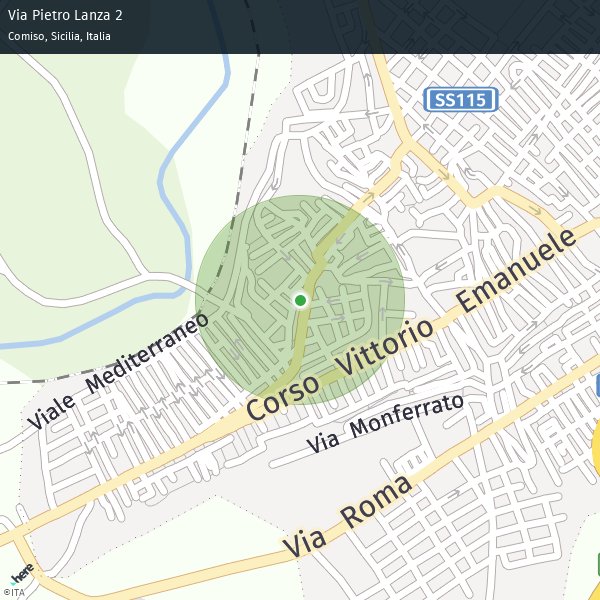 Via Pietro Lanza 2
Comiso, Sicilia, Italia
SS115
Corso Vittorio Emanuele
Viale Mediterraneo
Via Monferrato
Via Roma
here
©ITA